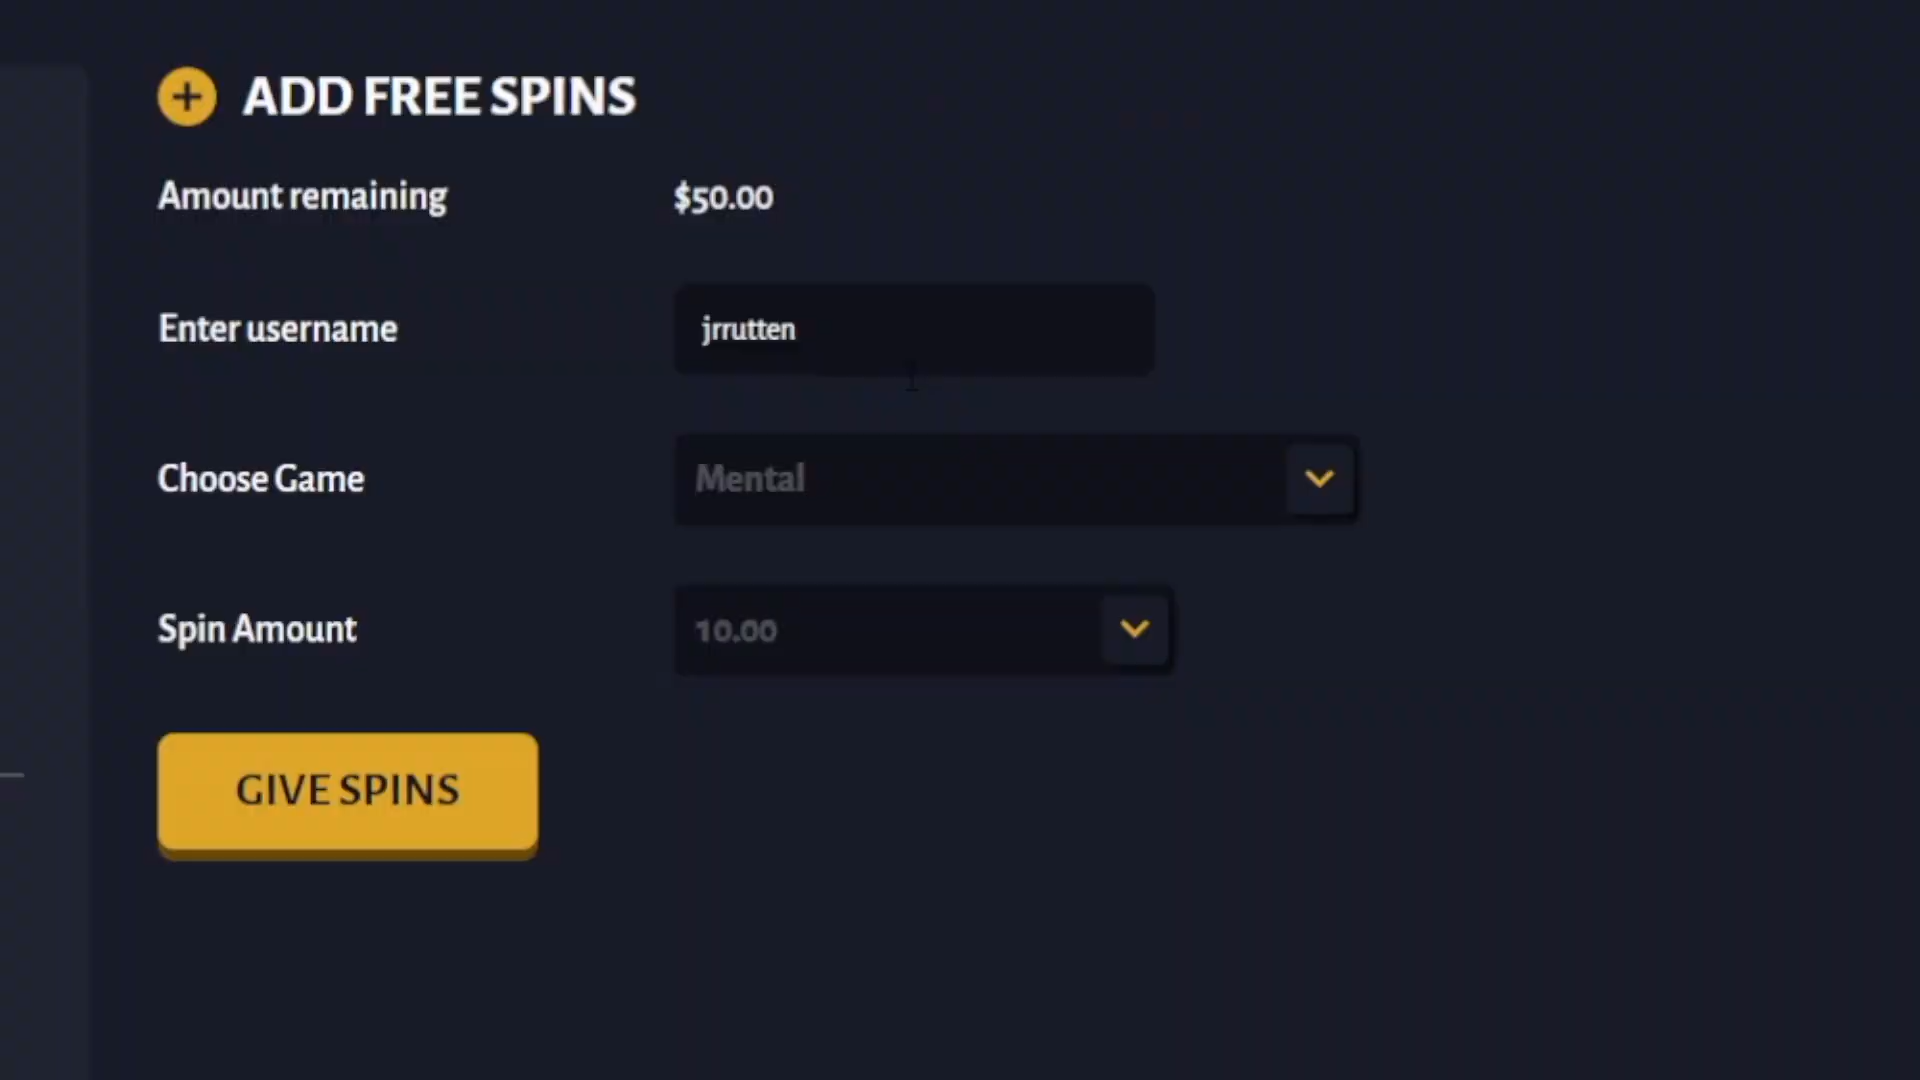 ADD FREE SPINS
Amount remaining $50.00
Enter username jrrutten
Choose Game Mental
Spin Amount 10.00
GIVE SPINS